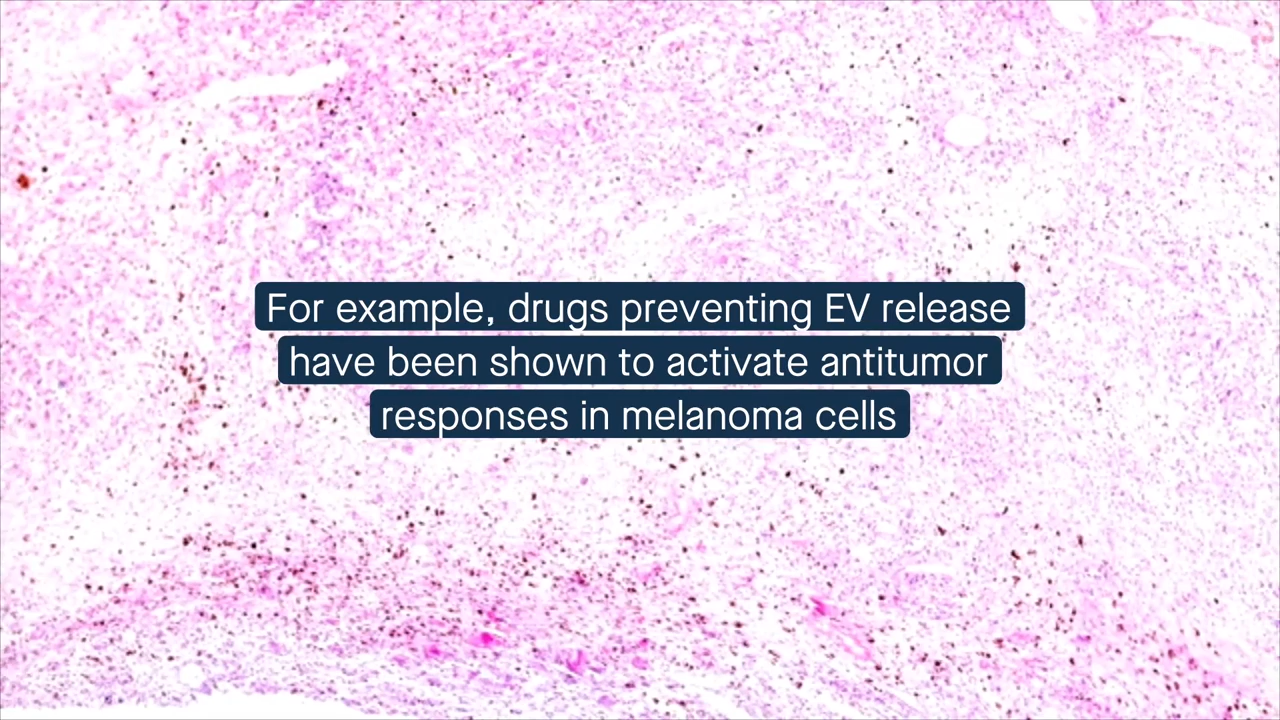 For example, drugs preventing EV release
have been shown to activate antitumor
responses in melanoma cells